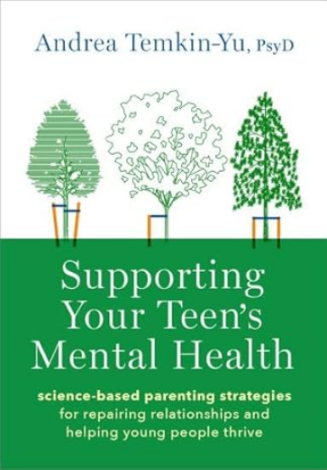 Andrea Temkin-Yu, PsyD
Supporting
Your Teen's
Mental Health
science-based parenting strategies
for repairing relationships and
helping young people thrive